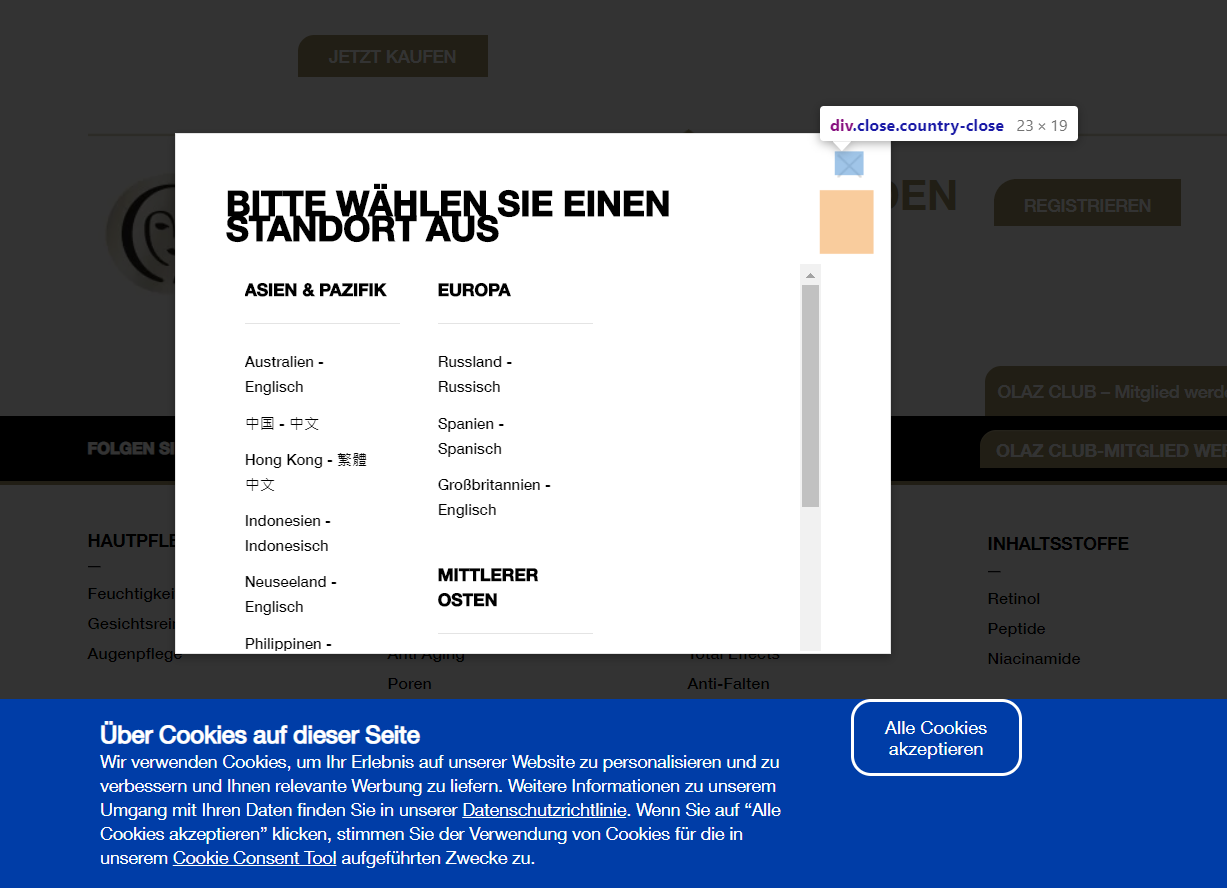 JETZT KAUFEN
div.close.country-close 23 × 19
DEN
REGISTRIEREN
BITTE WÄHLEN SIE EINEN
STANDORT AUS
ASIEN & PAZIFIK
Australien -
Englisch
中国 - 中文
Hong Kong - 繁體
中文
Indonesien -
Indonesisch
Neuseeland -
Englisch
Philippinen -
EUROPA
Russland -
Russisch
Spanien -
Spanisch
Großbritannien -
Englisch
MITTLERER
OSTEN
OLAZ CLUB – Mitglied werde
FOLGEN SI
OLAZ CLUB-MITGLIED WER
HAUTPFLE
—
Feuchtigkei
Gesichtsrein
Augenpflege
Anti Aging
Poren
Total Effects
Anti-Falten
INHALTSSTOFFE
—
Retinol
Peptide
Niacinamide
Über Cookies auf dieser Seite
Wir verwenden Cookies, um Ihr Erlebnis auf unserer Website zu personalisieren und zu
verbessern und Ihnen relevante Werbung zu liefern. Weitere Informationen zu unserem
Umgang mit Ihren Daten finden Sie in unserer Datenschutzrichtlinie. Wenn Sie auf “Alle
Cookies akzeptieren” klicken, stimmen Sie der Verwendung von Cookies für die in
unserem Cookie Consent Tool aufgeführten Zwecke zu.
Alle Cookies
akzeptieren